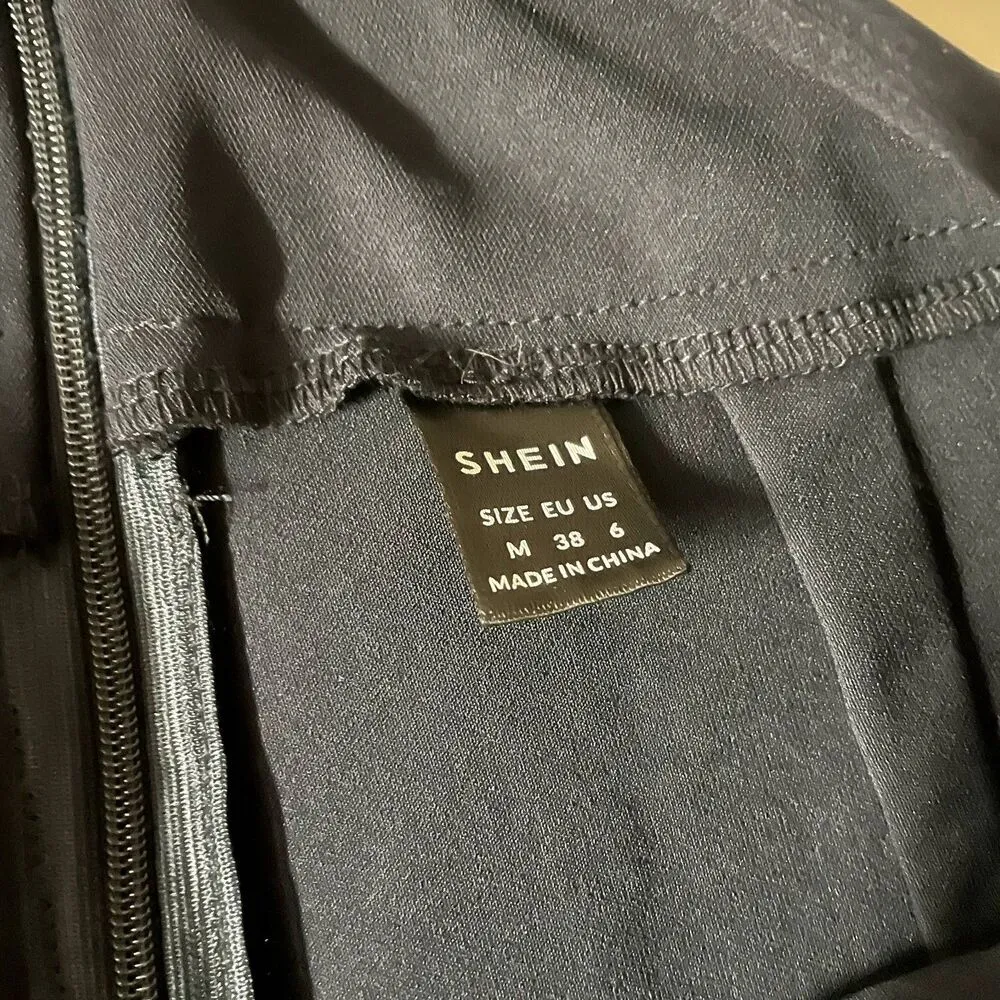 SHEIN
SIZE EU US
M 38 6
MADE IN CHINA